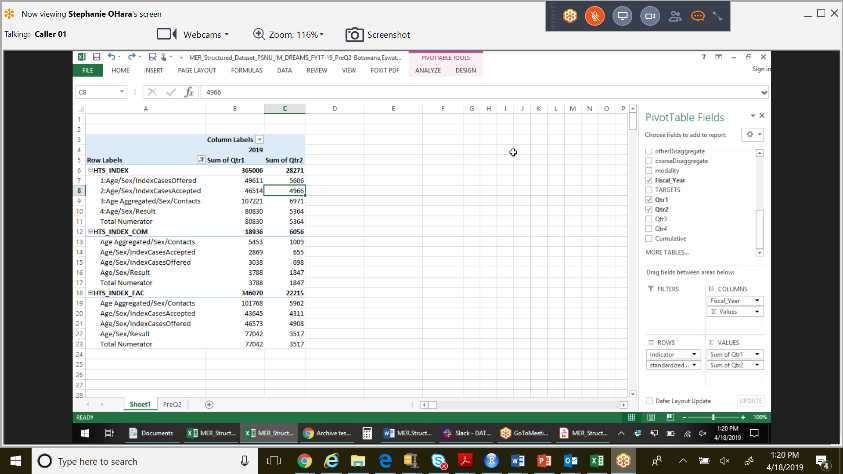 Now viewing Stephanie OHara's screen
Talking: Caller 01
Webcams
Zoom: 116%
Screenshot
MER_Structured_Dataset_PSNU_IM_DREAMS_FY17-19_PreQ2-Botswana,Eswat...
PIVOTTABLE TOOLS
FILE HOME INSERT PAGE LAYOUT FORMULAS DATA REVIEW VIEW FOXIT PDF ANALYZE DESIGN
Sign in
C8 fx 4966
A B C D E F G H I J K L M N O P
1
2
3 Column Labels
4 2019
5 Row Labels Sum of Qtr1 Sum of Qtr2
6 HTS_INDEX 365006 28271
7 1:Age/Sex/IndexCasesOffered 49611 5606
8 2:Age/Sex/IndexCasesAccepted 46514 4966
9 3:Age Aggregated/Sex/Contacts 107221 6971
10 4:Age/Sex/Result 80830 5364
11 Total Numerator 80830 5364
12 HTS_INDEX_COM 18936 6056
13 Age Aggregated/Sex/Contacts 5453 1009
14 Age/Sex/IndexCasesAccepted 2869 655
15 Age/Sex/IndexCasesOffered 3038 698
16 Age/Sex/Result 3788 1847
17 Total Numerator 3788 1847
18 HTS_INDEX_FAC 346070 22215
19 Age Aggregated/Sex/Contacts 101768 5962
20 Age/Sex/IndexCasesAccepted 43645 4311
21 Age/Sex/IndexCasesOffered 46573 4908
22 Age/Sex/Result 77042 3517
23 Total Numerator 77042 3517
24
25
26
27
28
PivotTable Fields
Choose fields to add to report:
otherDisaggregate
coarseDisaggregate
modality
Fiscal_Year
TARGETS
Qtr1
Qtr2
Qtr3
Qtr4
Cumulative
MORE TABLES...
Drag fields between areas below:
FILTERS
COLUMNS
Fiscal_Year
Σ Values
ROWS
indicator
standardized...
Σ VALUES
Sum of Qtr1
Sum of Qtr2
Defer Layout Update
UPDATE
Sheet1 PreQ2
READY
100%
Documents
MER_Struct...
MER_Struct...
Archive tes...
MER.Struct...
Slack - DAT...
GoToMeeti...
MER_Struct...
1:20 PM
4/18/2019
Type here to search
1:20 PM
4/18/2019
4